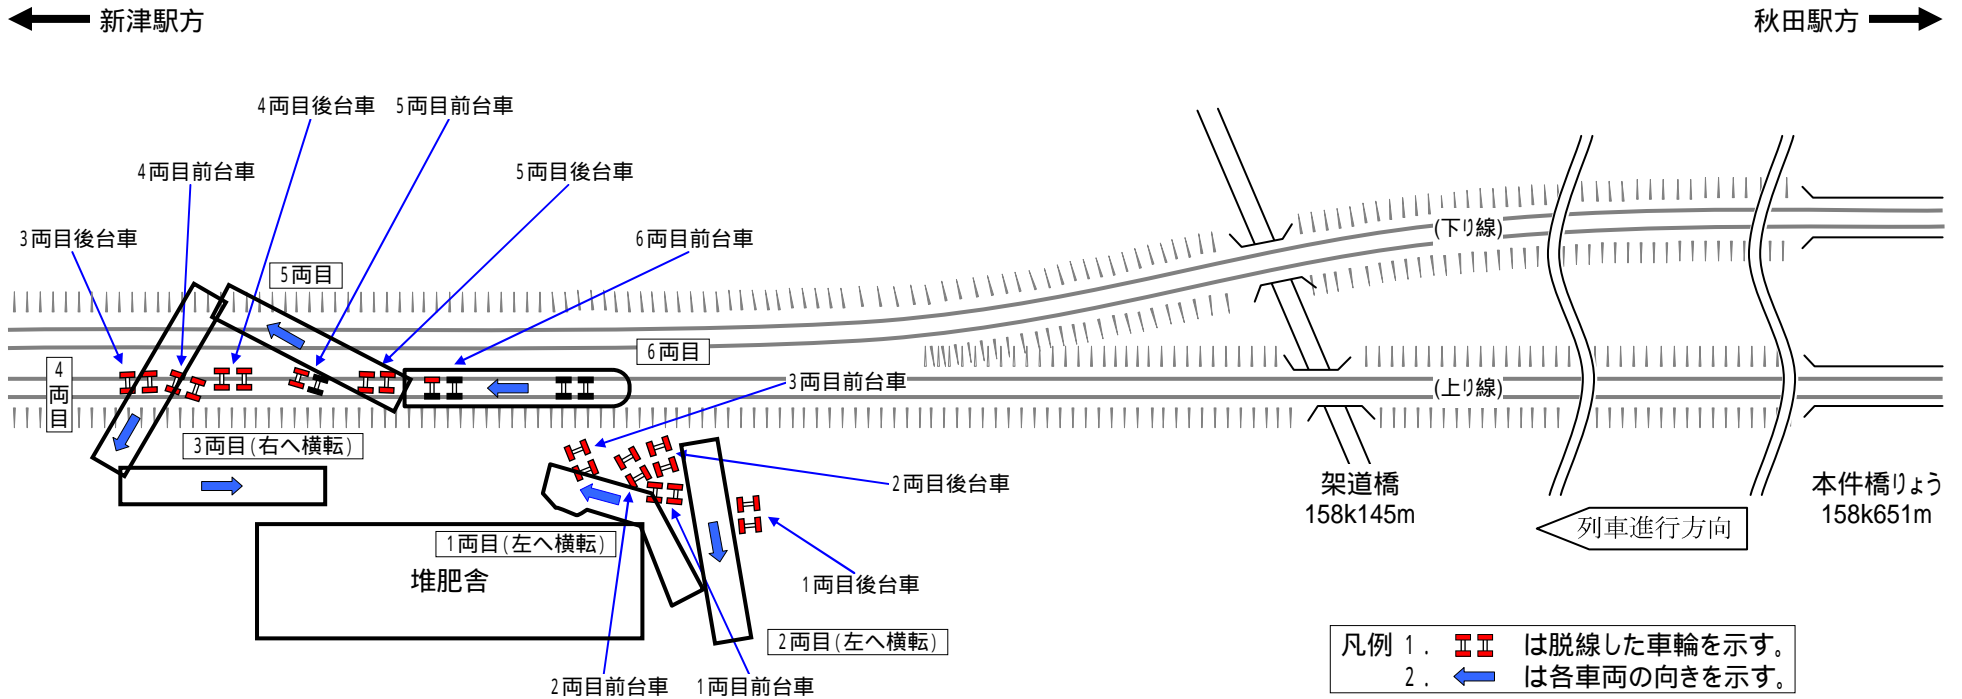 新津駅方
秋田駅方
4両目後台車
5両目前台車
4両目前台車
5両目後台車
3両目後台車
6両目前台車
5両目
(下り線)
6両目
4両目
3両目前台車
(上り線)
3両目(右へ横転)
2両目後台車
架道橋
158k145m
本件橋りょう
158k651m
列車進行方向
1両目(左へ横転)
堆肥舎
1両目後台車
2両目(左へ横転)
2両目前台車
1両目前台車
凡例 1. は脱線した車輪を示す。
2. は各車両の向きを示す。